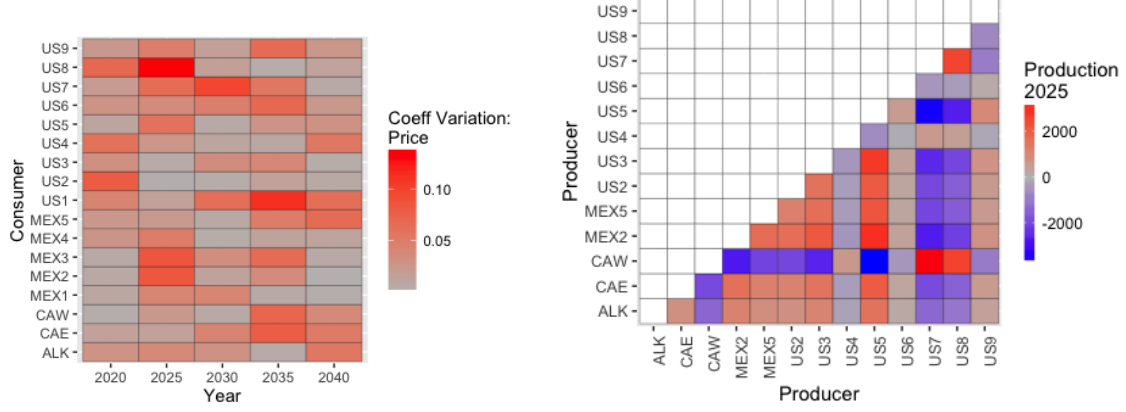 US9
US8
US7
US6
US5
US4
US3
US2
US1
MEX5
MEX4
MEX3
MEX2
MEX1
CAW
CAE
ALK
Consumer
2020 2025 2030 2035 2040
Year
Coeff Variation:
Price
0.10
0.05
US9
US8
US7
US6
US5
US4
US3
US2
MEX5
MEX2
CAW
CAE
ALK
Producer
ALK CAE CAW MEX2 MEX5 US2 US3 US4 US5 US6 US7 US8 US9
Producer
Production
2025
2000
0
-2000